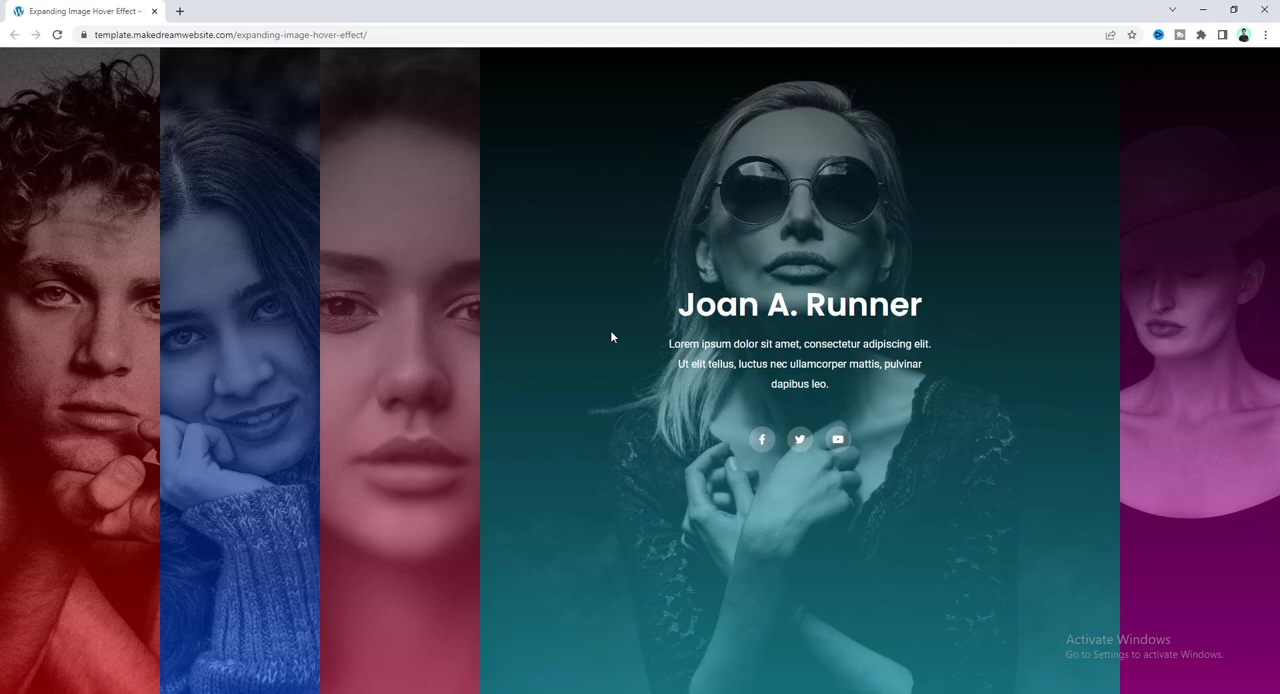 Expanding Image Hover Effect –
template.makedreamwebsite.com/expanding-image-hover-effect/
Joan A. Runner
Lorem ipsum dolor sit amet, consectetur adipiscing elit.
Ut elit tellus, luctus nec ullamcorper mattis, pulvinar
dapibus leo.
Activate Windows
Go to Settings to activate Windows.